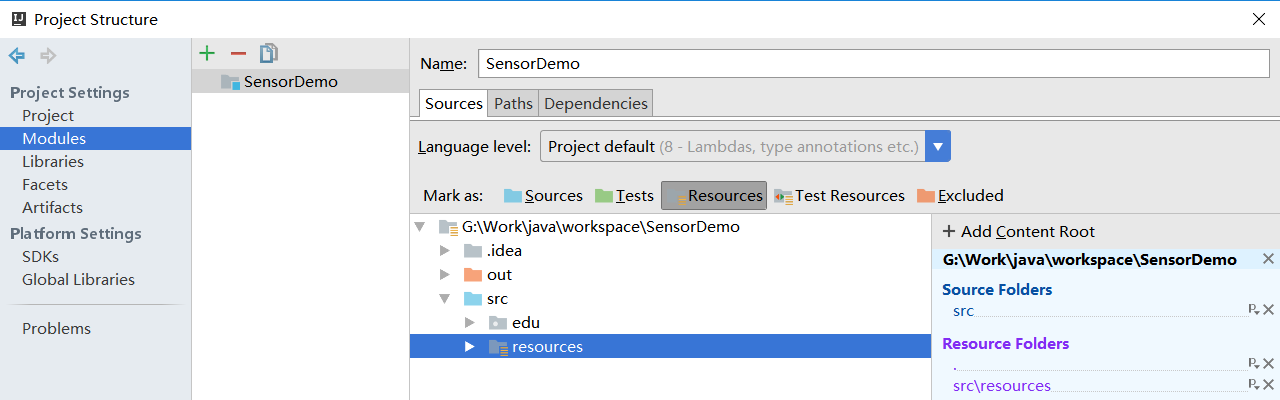 Project Structure
Project Settings
Project
Modules
Libraries
Facets
Artifacts
Platform Settings
SDKs
Global Libraries
Problems
SensorDemo
Name: SensorDemo
Sources Paths Dependencies
Language level: Project default (8 - Lambdas, type annotations etc.)
Mark as: Sources Tests Resources Test Resources Excluded
G:\Work\java\workspace\SensorDemo
.idea
out
src
edu
resources
+ Add Content Root
G:\Work\java\workspace\SensorDemo
Source Folders
src
Resource Folders
.
src\resources